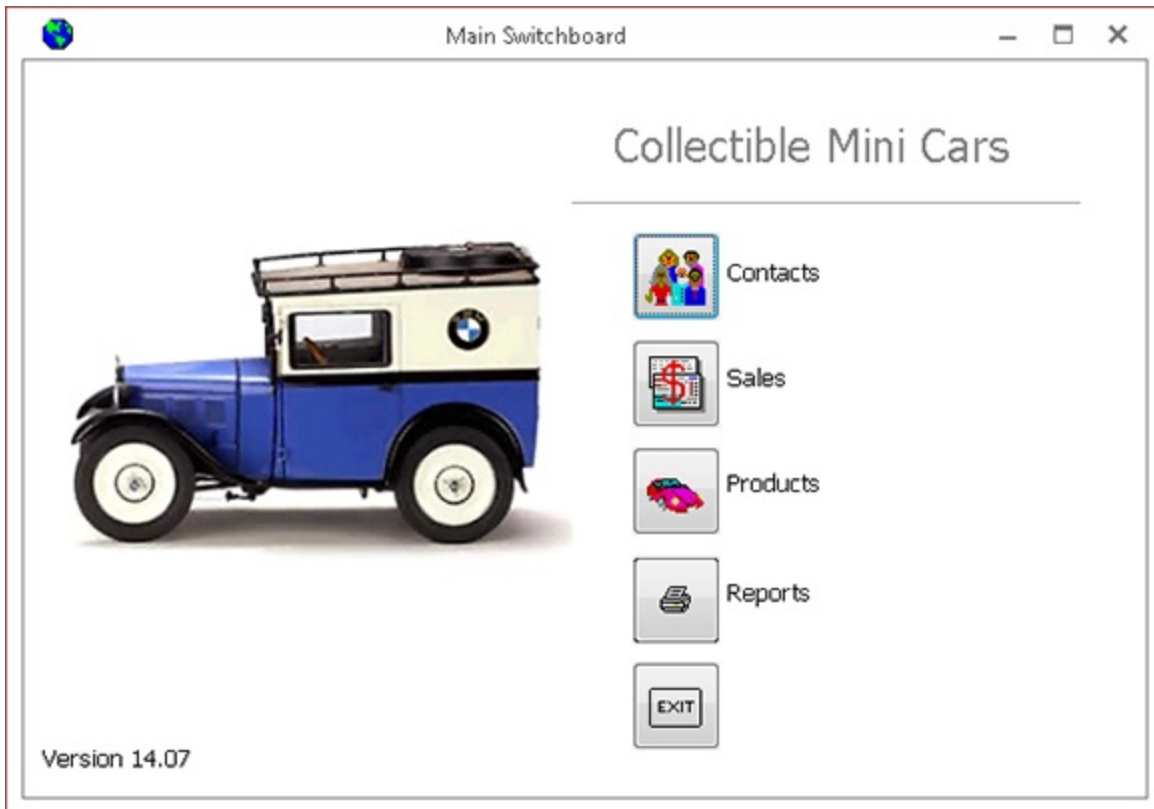 Main Switchboard
Collectible Mini Cars
Contacts
Sales
Products
Reports
EXIT
Version 14.07